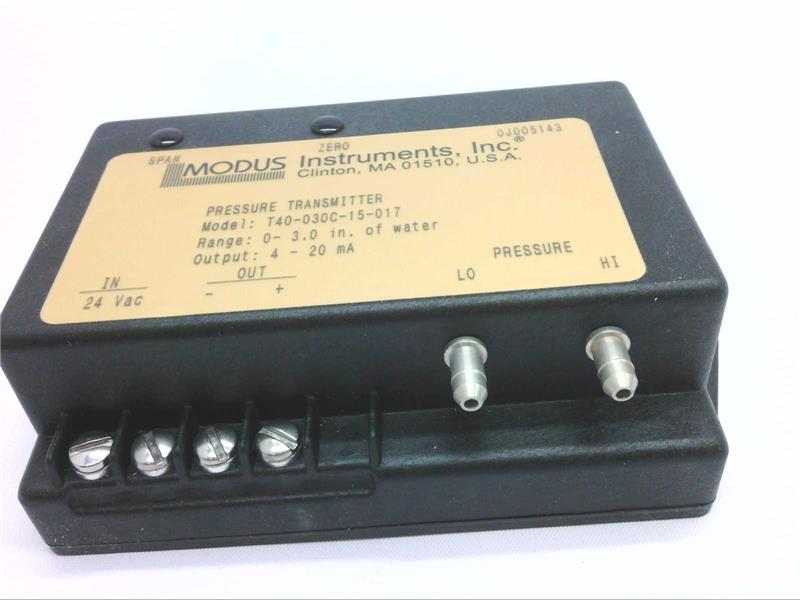 0J005143
SPAN
ZERO
MODUS Instruments, Inc.®
Clinton, MA 01510, U.S.A.
PRESSURE TRANSMITTER
Model: T40-030C-15-017
Range: 0- 3.0 in. of water
Output: 4 - 20 mA
PRESSURE
LO HI
IN OUT
24 Vac - +